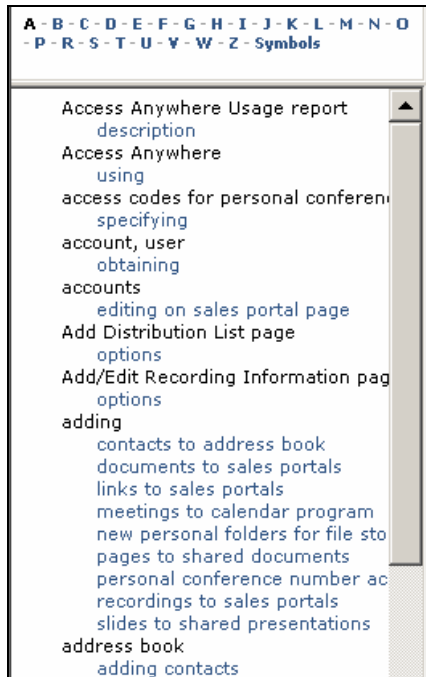 A - B - C - D - E - F - G - H - I - J - K - L - M - N - O
- P - R - S - T - U - V - W - Z - Symbols
Access Anywhere Usage report
description
Access Anywhere
using
access codes for personal conferen
specifying
account, user
obtaining
accounts
editing on sales portal page
Add Distribution List page
options
Add/Edit Recording Information pag
options
adding
contacts to address book
documents to sales portals
links to sales portals
meetings to calendar program
new personal folders for file sto
pages to shared documents
personal conference number ac
recordings to sales portals
slides to shared presentations
address book
adding contacts